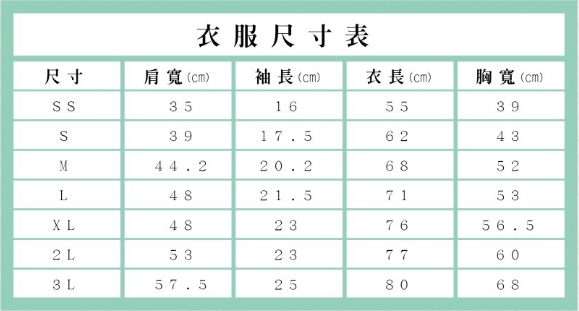 衣服尺寸表
尺寸 肩寬(cm) 袖長(cm) 衣長(cm) 胸寬(cm)
SS 35 16 55 39
S 39 17.5 62 43
M 44.2 20.2 68 52
L 48 21.5 71 53
XL 48 23 76 56.5
2L 53 23 77 60
3L 57.5 25 80 68